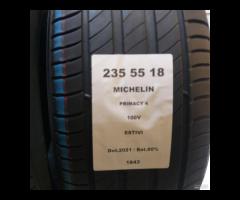 235 55 18
MICHELIN
PRIMACY 4
100V
ESTIVI
Dot.2021 - Bat.80%
1843